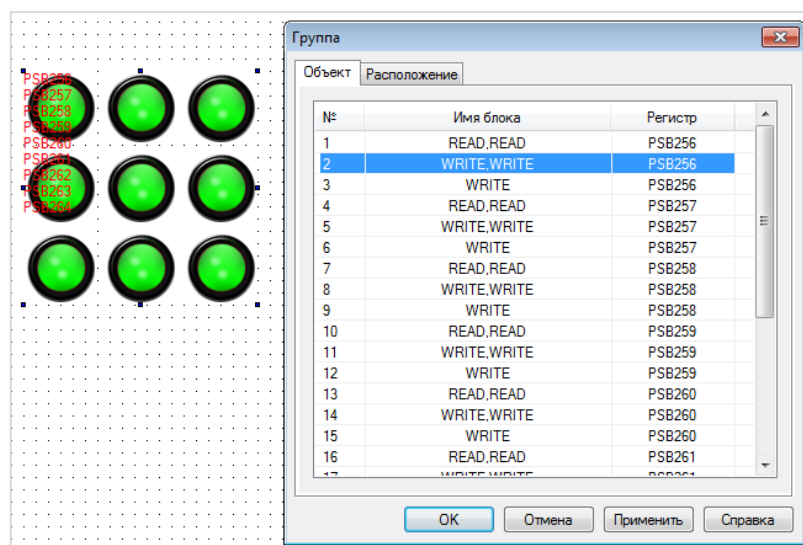 PSB256
PSB257
PSB258
PSB259
PSB260
PSB261
PSB262
PSB263
PSB264
Группа
Объект Расположение
№ Имя блока Регистр
1 READ,READ PSB256
2 WRITE,WRITE PSB256
3 WRITE PSB256
4 READ,READ PSB257
5 WRITE,WRITE PSB257
6 WRITE PSB257
7 READ,READ PSB258
8 WRITE,WRITE PSB258
9 WRITE PSB258
10 READ,READ PSB259
11 WRITE,WRITE PSB259
12 WRITE PSB259
13 READ,READ PSB260
14 WRITE,WRITE PSB260
15 WRITE PSB260
16 READ,READ PSB261
17 WRITE,WRITE PSB261
OK Отмена Применить Справка